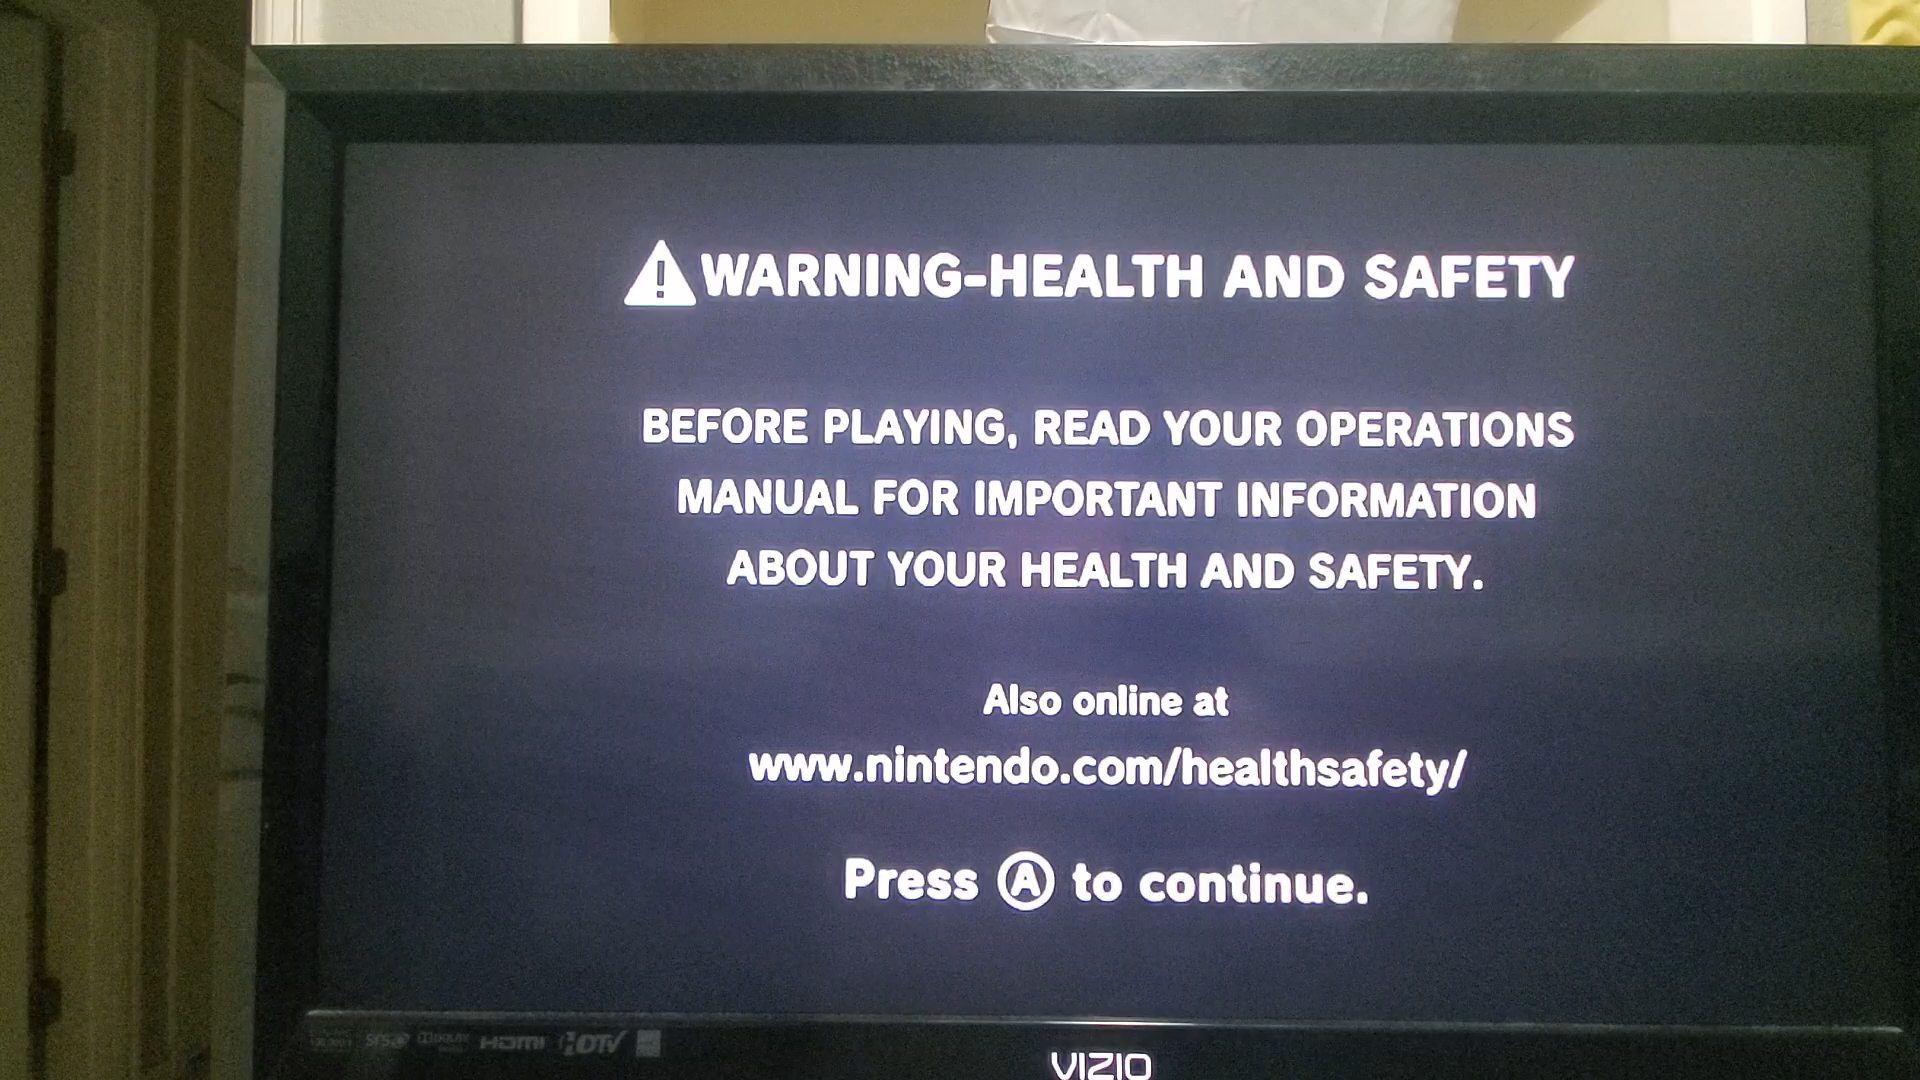 WARNING-HEALTH AND SAFETY
BEFORE PLAYING, READ YOUR OPERATIONS
MANUAL FOR IMPORTANT INFORMATION
ABOUT YOUR HEALTH AND SAFETY.
Also online at
www.nintendo.com/healthsafety/
Press A to continue.
HDMI HDTV
VIZIO